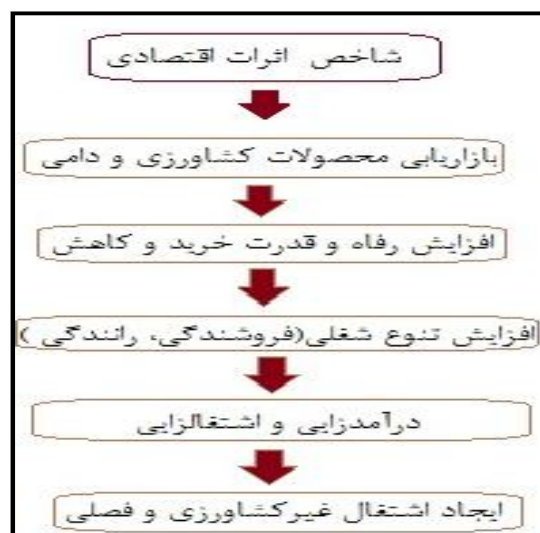 شاخص اثرات اقتصادی
بازاریابی محصولات کشاورزی و دامی
افزایش رفاه و قدرت خرید و کاهش
افزایش تنوع شغلی(فروشندگی، رانندگی )
درآمدزایی و اشتغالزایی
ایجاد اشتغال غیرکشاورزی و فصلی